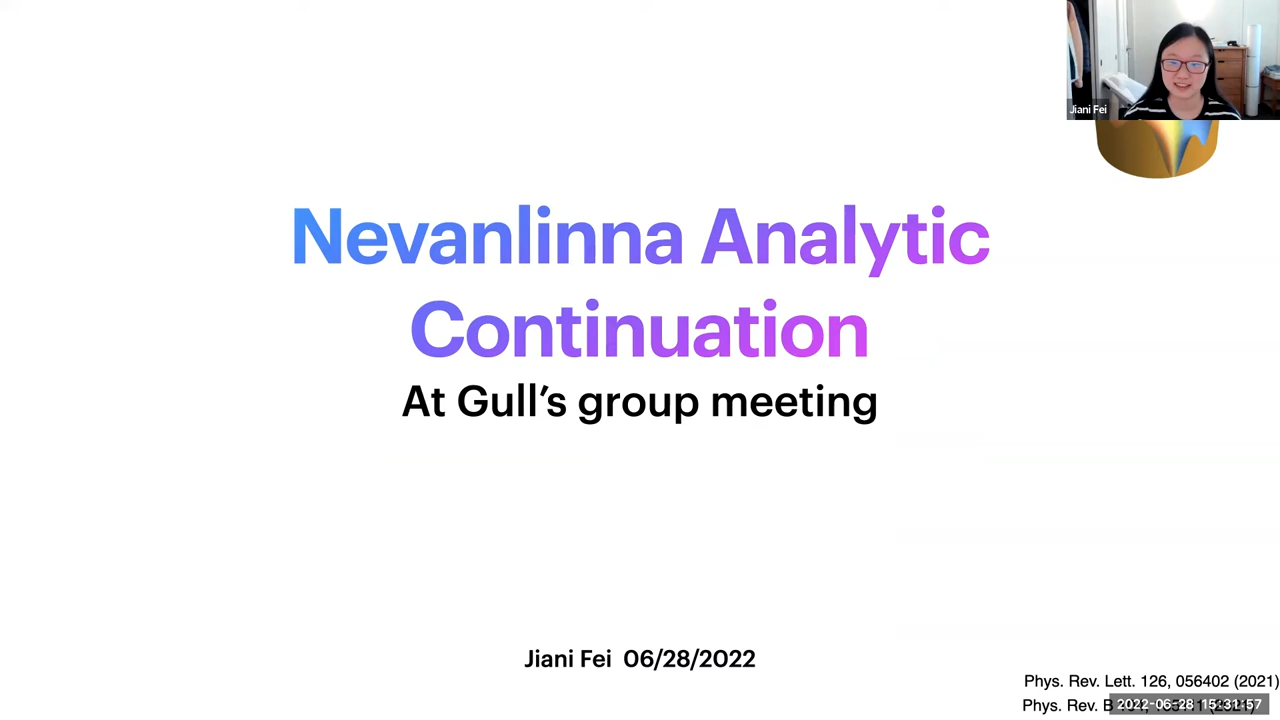 Jiani Fei
Nevanlinna Analytic
Continuation
At Gull’s group meeting
Jiani Fei 06/28/2022
Phys. Rev. Lett. 126, 056402 (2021)
Phys. Rev. B
2022-06-28 15:31:57